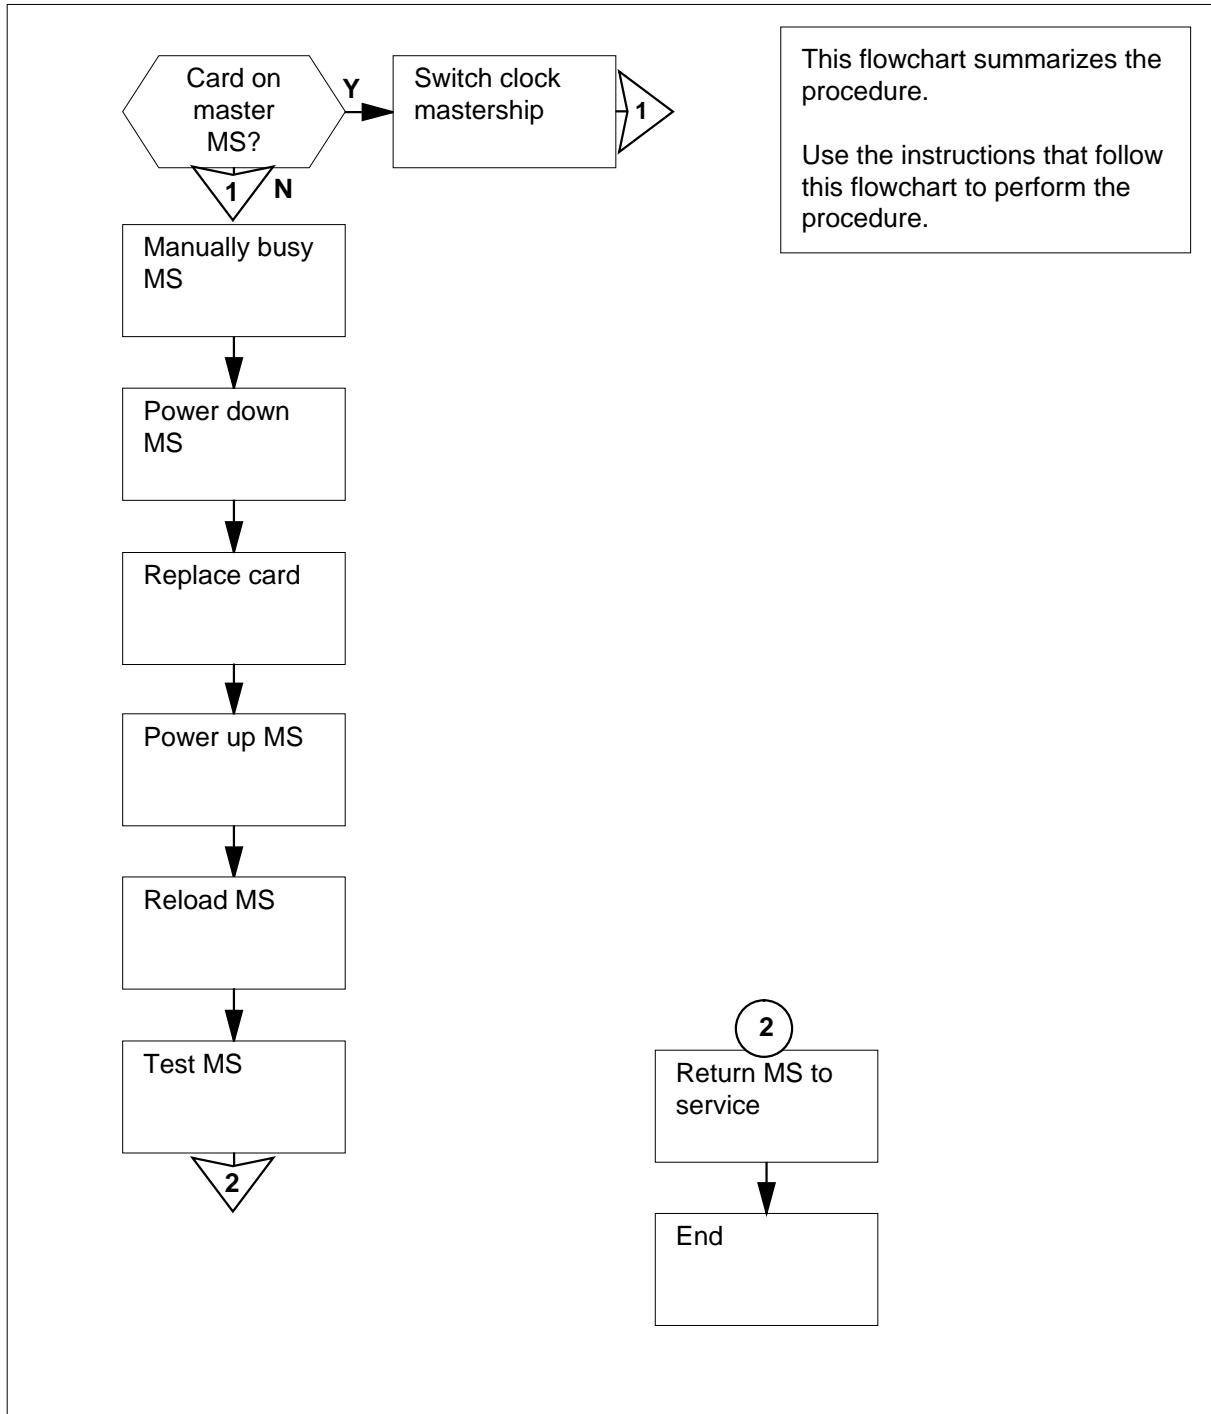 Card on
master
MS?
Y
Switch clock
mastership
1
This flowchart summarizes the
procedure.
Use the instructions that follow
this flowchart to perform the
procedure.
1
N
Manually busy
MS
Power down
MS
Replace card
Power up MS
Reload MS
Test MS
2
2
Return MS to
service
End